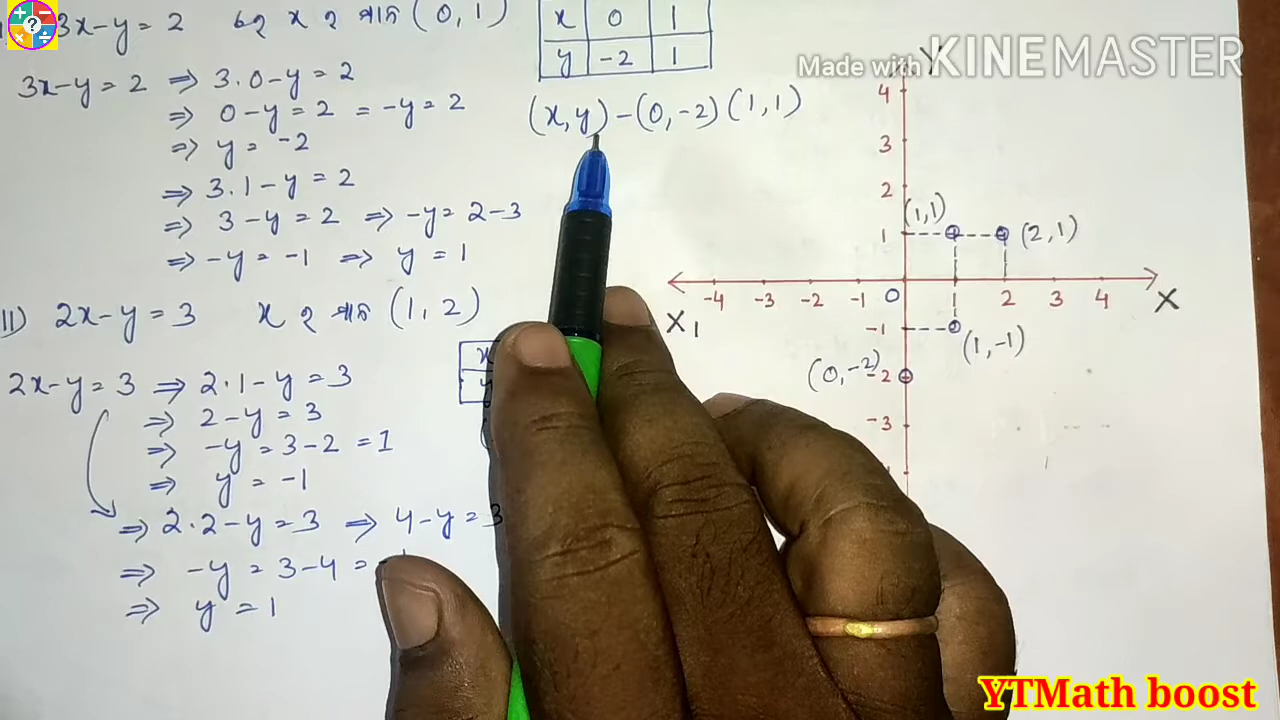 3x-y=2 x র মান (0,1)
x 0 1
y -2 1
3x-y=2 ⇒ 3.0-y=2
⇒ 0-y=2 = -y=2
(x,y)-(0,-2)(1,1)
⇒ y = -2
⇒ 3.1-y=2
⇒ 3-y=2 ⇒ -y=2-3
⇒ -y=-1 ⇒ y=1
II) 2x-y=3 x র মান (1,2)
x
y
2x-y=3 ⇒ 2.1-y=3
⇒ 2-y=3
⇒ -y=3-2=1
⇒ y=-1
⇒ 2.2-y=3 ⇒ 4-y=3
⇒ -y=3-4=
⇒ y=1
Y
4
3
2
(1,1)
1 (2,1)
-4 -3 -2 -1 0 1 2 3 4
X₁ X
-1 (1,-1)
(0,-2) -2
-3
Made with KINEMASTER
YTMath boost